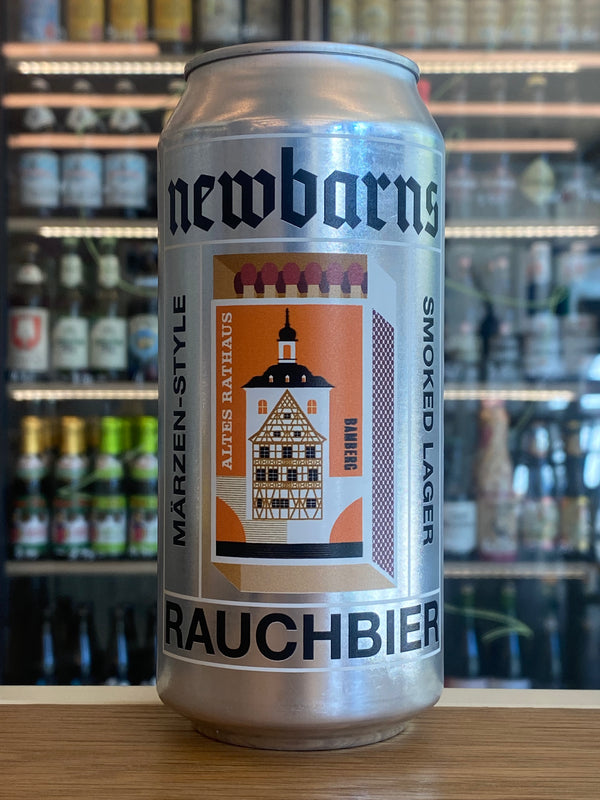 newbarns
MÄRZEN-STYLE
ALTES RATHAUS
BAMBERG
SMOKED LAGER
RAUCHBIER